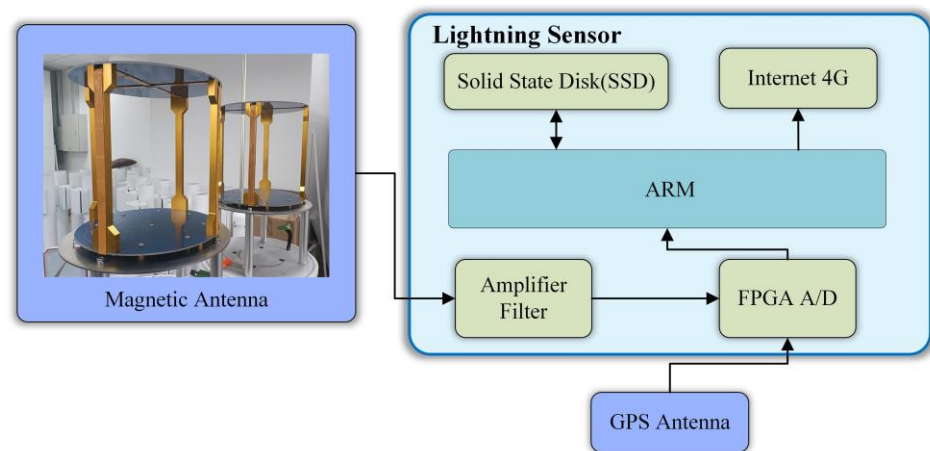 Lightning Sensor
Solid State Disk(SSD)
Internet 4G
ARM
Magnetic Antenna
Amplifier
Filter
FPGA A/D
GPS Antenna